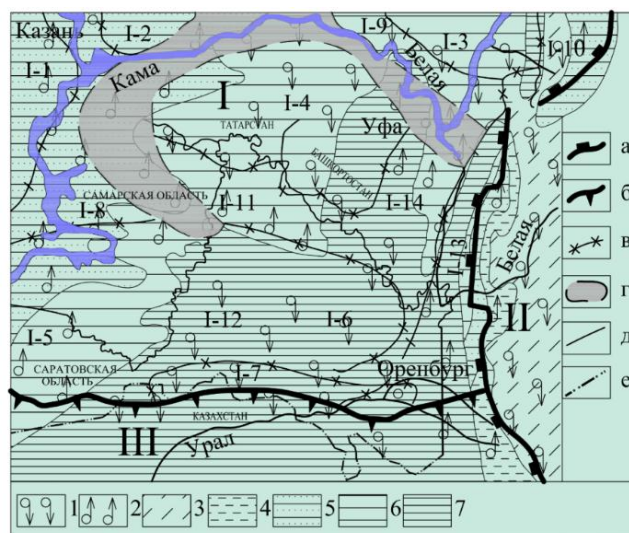 Казань
I-2
I-9
I-3
I-10
I-1
Кама
Белая
I
I-4
Уфа
ТАТАРСТАН
БАШКОРТОСТАН
САМАРСКАЯ ОБЛАСТЬ
I-8
I-11
I-14
I-13
Белая
II
I-12
I-6
I-5
САРАТОВСКАЯ
ОБЛАСТЬ
I-7
Оренбург
КАЗАХСТАН
III
Урал
а
б
в
г
д
е
1
2
3
4
5
6
7